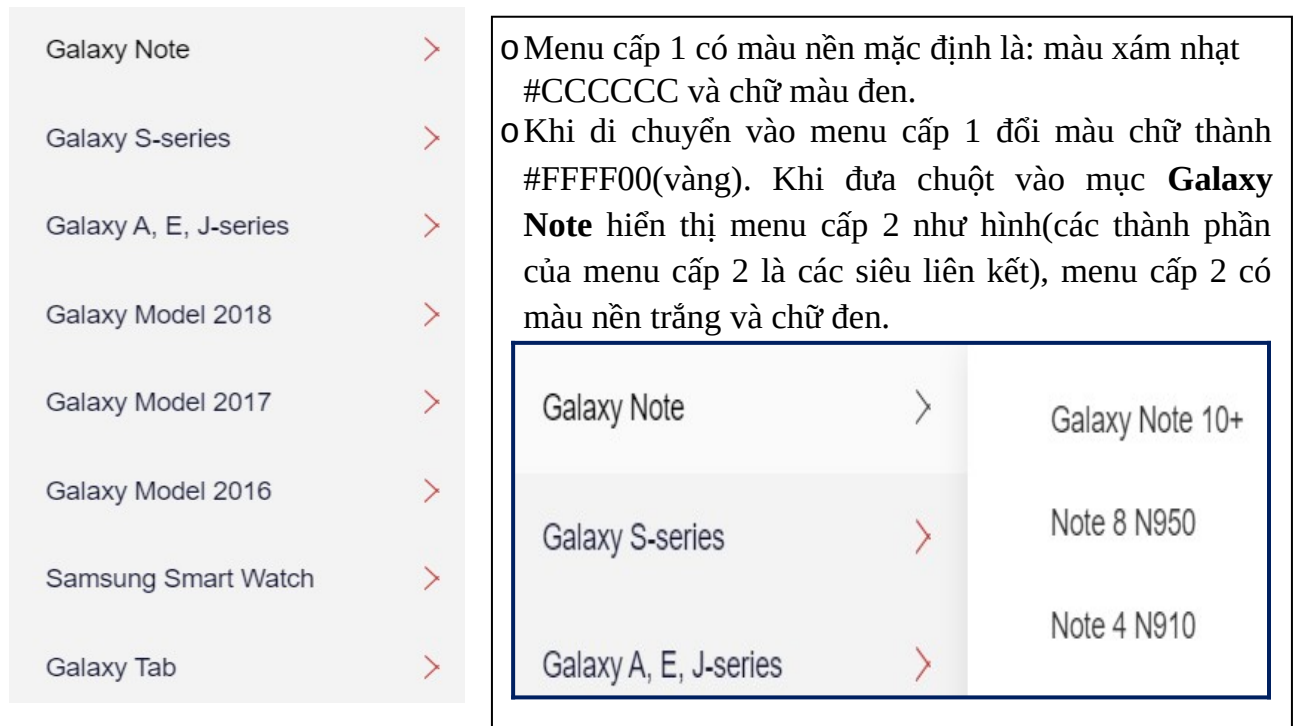 Galaxy Note
Galaxy S-series
Galaxy A, E, J-series
Galaxy Model 2018
Galaxy Model 2017
Galaxy Model 2016
Samsung Smart Watch
Galaxy Tab
o Menu cấp 1 có màu nền mặc định là: màu xám nhạt
#CCCCCC và chữ màu đen.
o Khi di chuyển vào menu cấp 1 đổi màu chữ thành
#FFFF00(vàng). Khi đưa chuột vào mục Galaxy
Note hiển thị menu cấp 2 như hình(các thành phần
của menu cấp 2 là các siêu liên kết), menu cấp 2 có
màu nền trắng và chữ đen.
Galaxy Note
Galaxy S-series
Galaxy A, E, J-series
Galaxy Note 10+
Note 8 N950
Note 4 N910